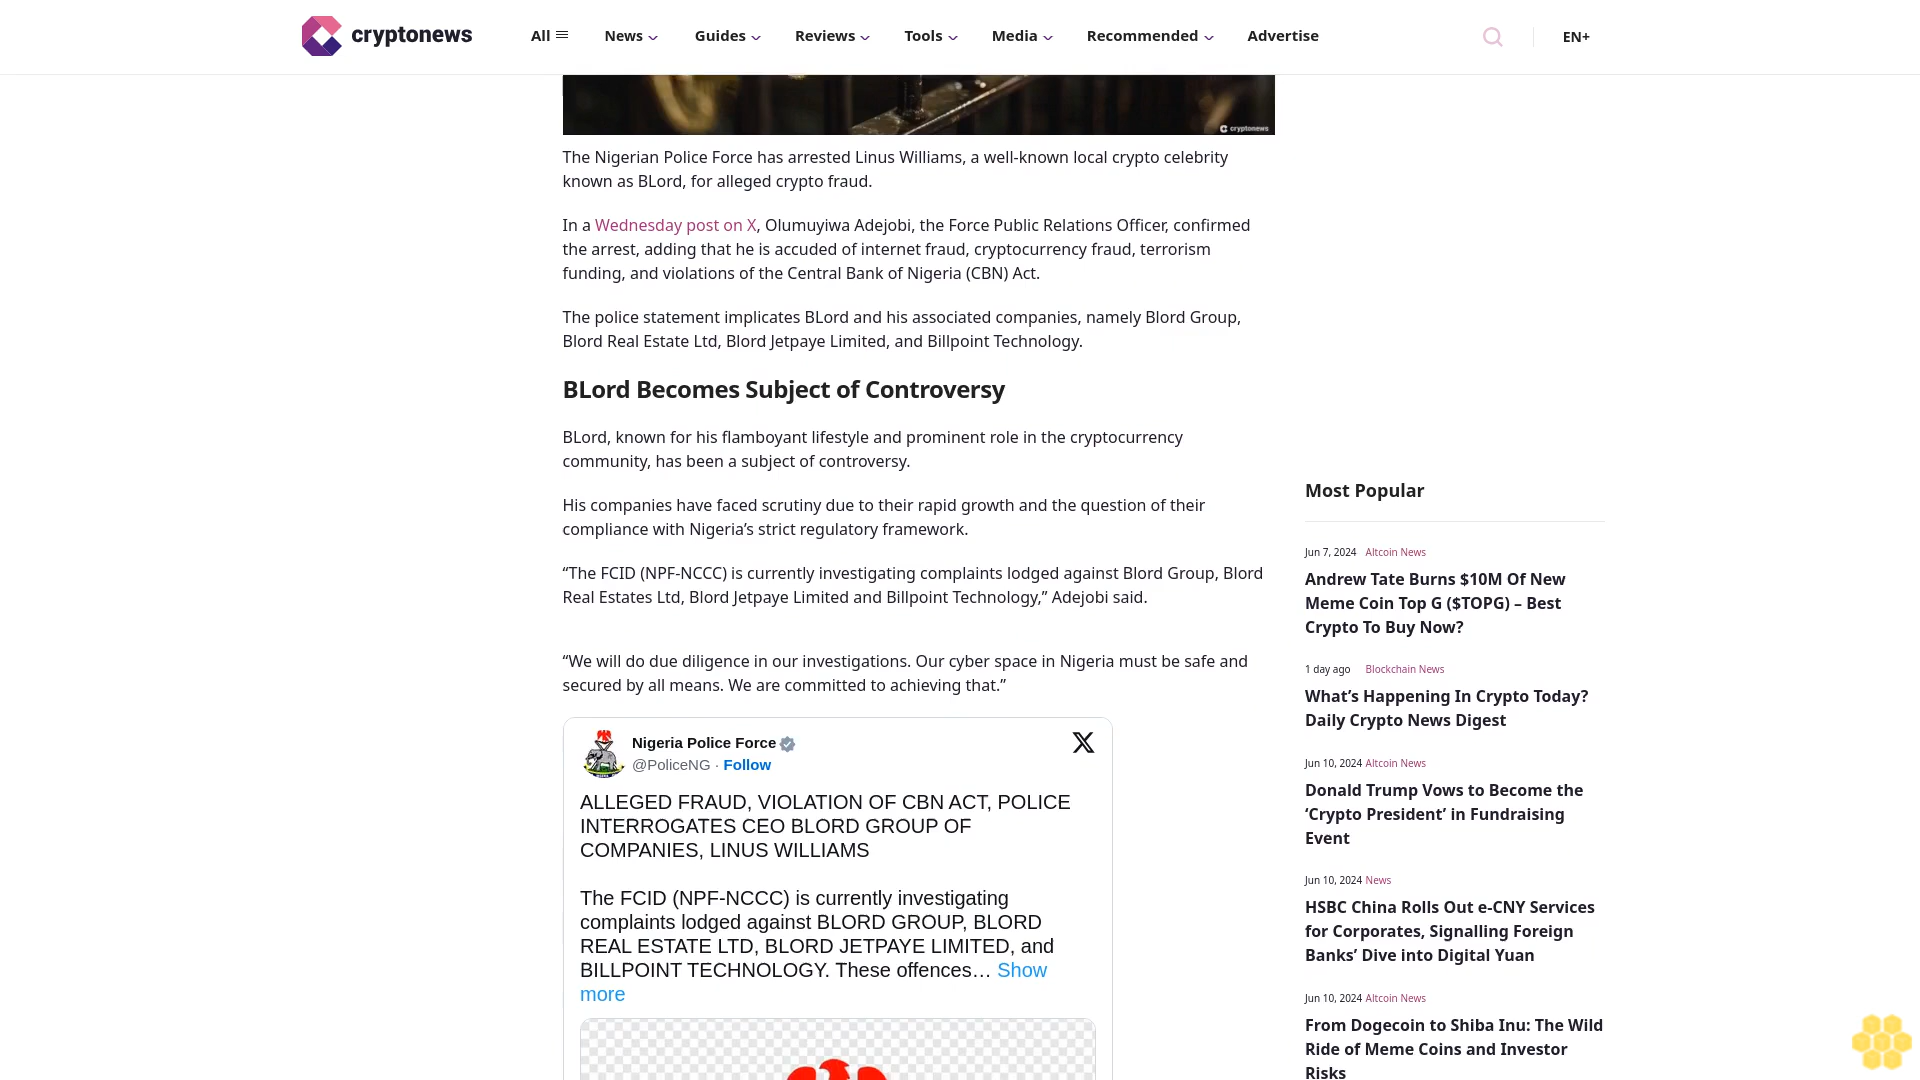 cryptonews
All
News
Guides
Reviews
Tools
Media
Recommended
Advertise
EN+
cryptonews
The Nigerian Police Force has arrested Linus Williams, a well-known local crypto celebrity
known as BLord, for alleged crypto fraud.
In a Wednesday post on X, Olumuyiwa Adejobi, the Force Public Relations Officer, confirmed
the arrest, adding that he is accuded of internet fraud, cryptocurrency fraud, terrorism
funding, and violations of the Central Bank of Nigeria (CBN) Act.
The police statement implicates BLord and his associated companies, namely Blord Group,
Blord Real Estate Ltd, Blord Jetpaye Limited, and Billpoint Technology.
BLord Becomes Subject of Controversy
BLord, known for his flamboyant lifestyle and prominent role in the cryptocurrency
community, has been a subject of controversy.
His companies have faced scrutiny due to their rapid growth and the question of their
compliance with Nigeria’s strict regulatory framework.
“The FCID (NPF-NCCC) is currently investigating complaints lodged against Blord Group, Blord
Real Estates Ltd, Blord Jetpaye Limited and Billpoint Technology,” Adejobi said.
“We will do due diligence in our investigations. Our cyber space in Nigeria must be safe and
secured by all means. We are committed to achieving that.”
Nigeria Police Force
@PoliceNG · Follow
ALLEGED FRAUD, VIOLATION OF CBN ACT, POLICE
INTERROGATES CEO BLORD GROUP OF
COMPANIES, LINUS WILLIAMS
The FCID (NPF-NCCC) is currently investigating
complaints lodged against BLORD GROUP, BLORD
REAL ESTATE LTD, BLORD JETPAYE LIMITED, and
BILLPOINT TECHNOLOGY. These offences… Show
more
Most Popular
Jun 7, 2024 Altcoin News
Andrew Tate Burns $10M Of New
Meme Coin Top G ($TOPG) – Best
Crypto To Buy Now?
1 day ago Blockchain News
What’s Happening In Crypto Today?
Daily Crypto News Digest
Jun 10, 2024 Altcoin News
Donald Trump Vows to Become the
‘Crypto President’ in Fundraising
Event
Jun 10, 2024 News
HSBC China Rolls Out e-CNY Services
for Corporates, Signalling Foreign
Banks’ Dive into Digital Yuan
Jun 10, 2024 Altcoin News
From Dogecoin to Shiba Inu: The Wild
Ride of Meme Coins and Investor
Risks